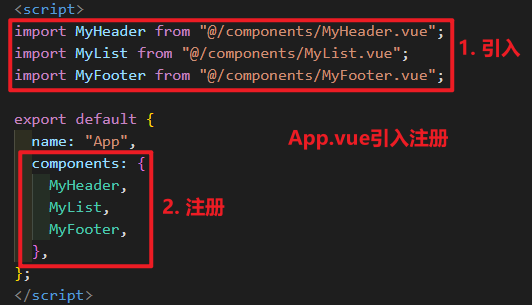 <script>
import MyHeader from "@/components/MyHeader.vue";
import MyList from "@/components/MyList.vue";
import MyFooter from "@/components/MyFooter.vue";
1. 引入
export default {
name: "App",
App.vue引入注册
components: {
MyHeader,
MyList,
2. 注册
MyFooter,
},
};
</script>